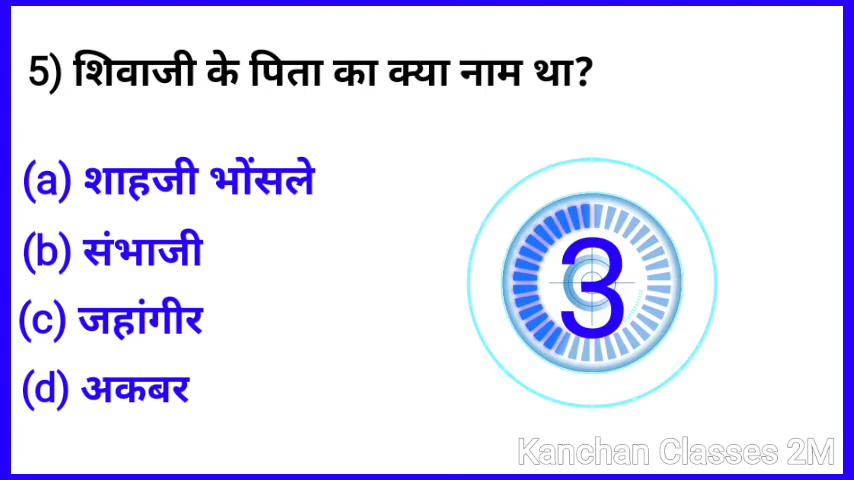 5) शिवाजी के पिता का क्या नाम था?
(a) शाहजी भोंसले
(b) संभाजी
(c) जहांगीर
(d) अकबर
3
Kanchan Classes 2M